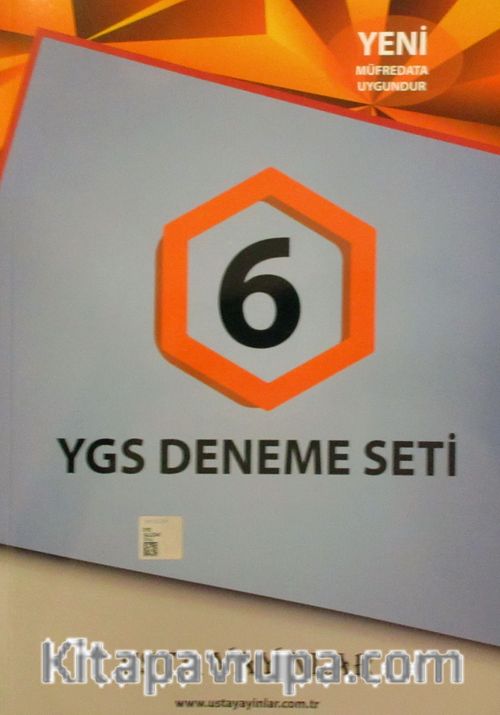 YENİ
MÜFREDATA
UYGUNDUR
6
YGS DENEME SETİ
Kitapavrupa.com
www.ustayayinlar.com.tr